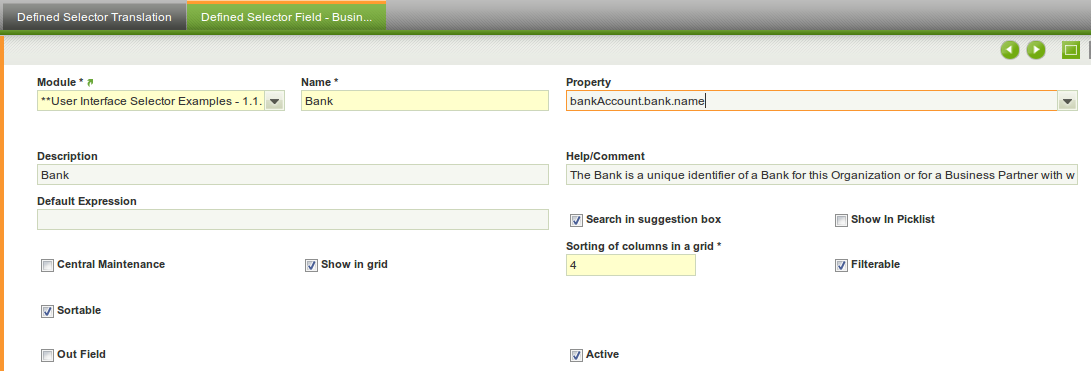 Defined Selector Translation
Defined Selector Field - Busin...
Module * Name * Property
**User Interface Selector Examples - 1.1. Bank bankAccount.bank.name
Description Help/Comment
Bank The Bank is a unique identifier of a Bank for this Organization or for a Business Partner with w
Default Expression
Search in suggestion box Show In Picklist
Sorting of columns in a grid *
Central Maintenance Show in grid 4 Filterable
Sortable
Out Field Active